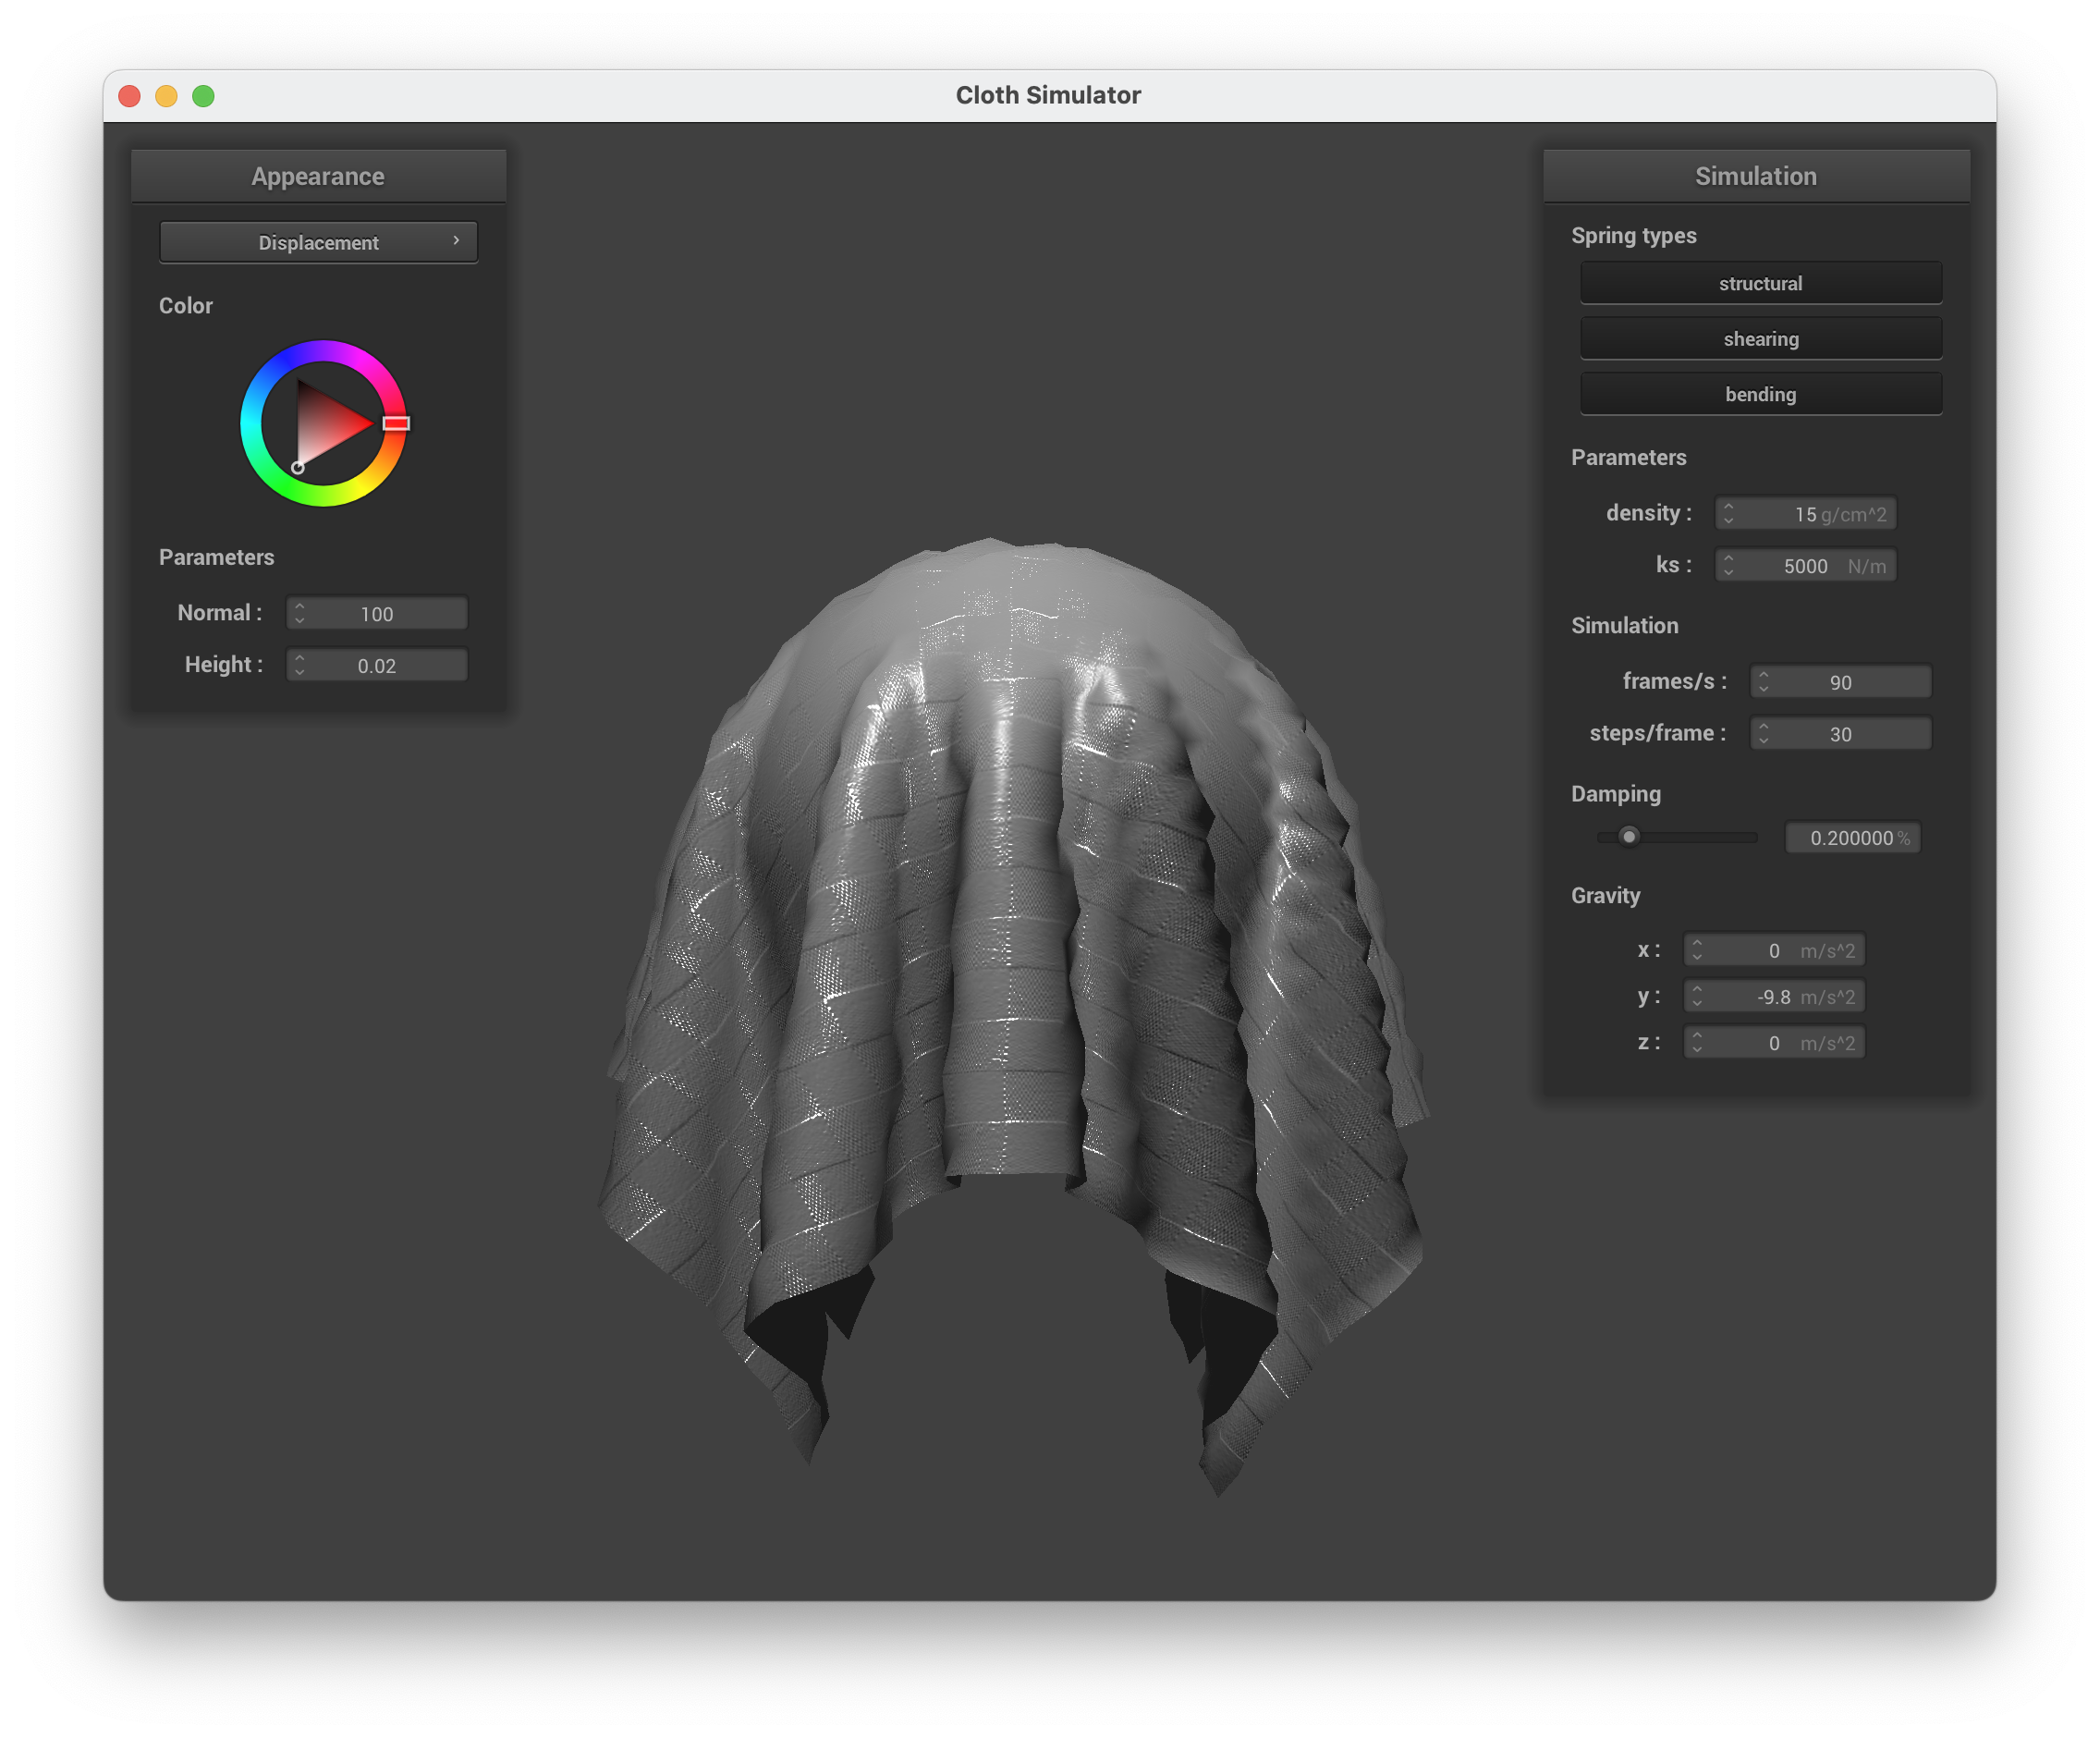 Cloth Simulator
Appearance
Displacement
Color
Parameters
Normal : 100
Height : 0.02
Simulation
Spring types
structural
shearing
bending
Parameters
density : 15 g/cm^2
ks : 5000 N/m
Simulation
frames/s : 90
steps/frame : 30
Damping
0.200000 %
Gravity
x : 0 m/s^2
y : -9.8 m/s^2
z : 0 m/s^2